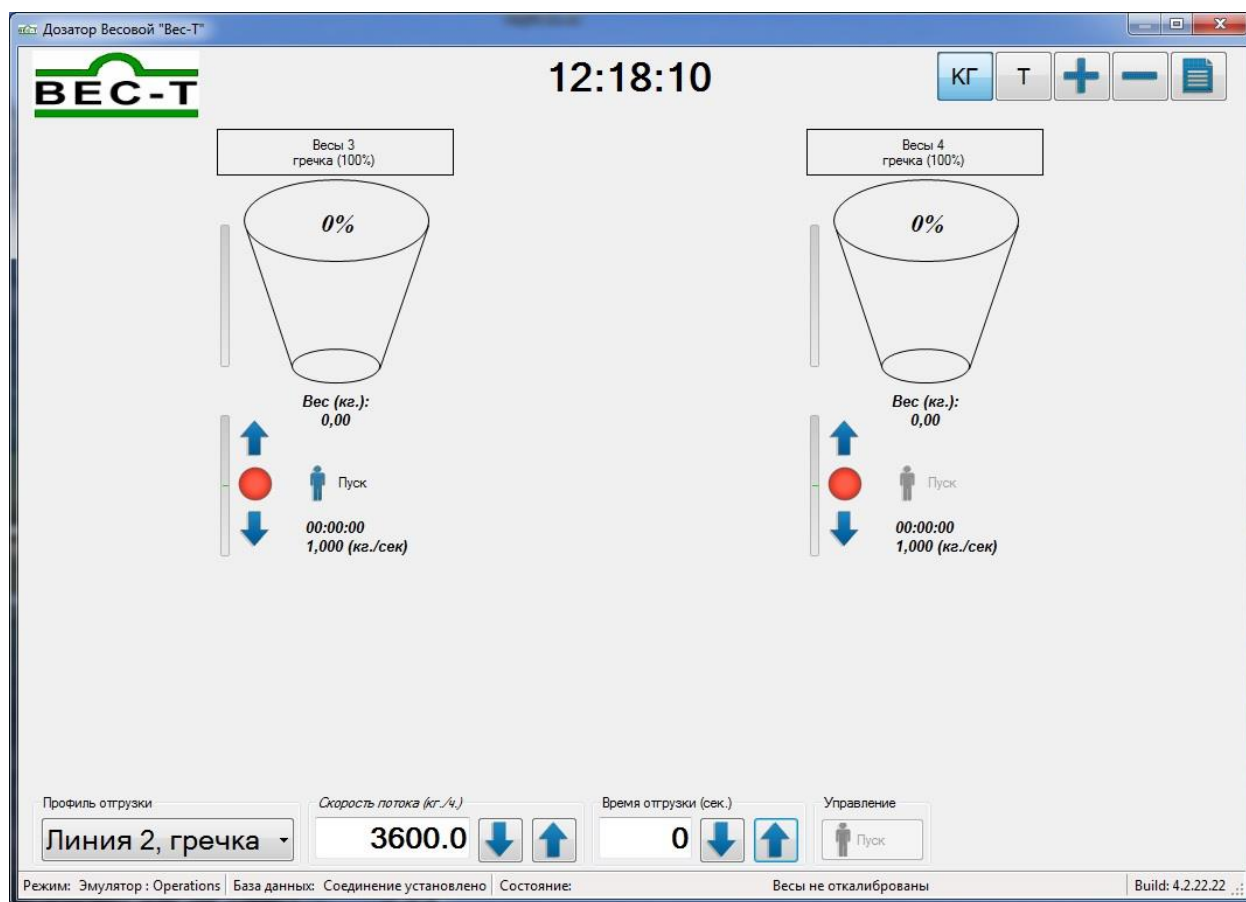 вест Дозатор Весовой "Вес-Т"
ВЕС-Т
12:18:10
КГ Т
Весы 3
гречка (100%)
Весы 4
гречка (100%)
0%
0%
Вес (кг.):
0,00
Вес (кг.):
0,00
Пуск
Пуск
00:00:00
1,000 (кг./сек)
00:00:00
1,000 (кг./сек)
Профиль отгрузки
Линия 2, гречка
Скорость потока (кг./ч.)
3600.0
Время отгрузки (сек.)
0
Управление
Пуск
Режим: Эмулятор : Operations База данных: Соединение установлено Состояние: Весы не откалиброваны Build: 4.2.22.22